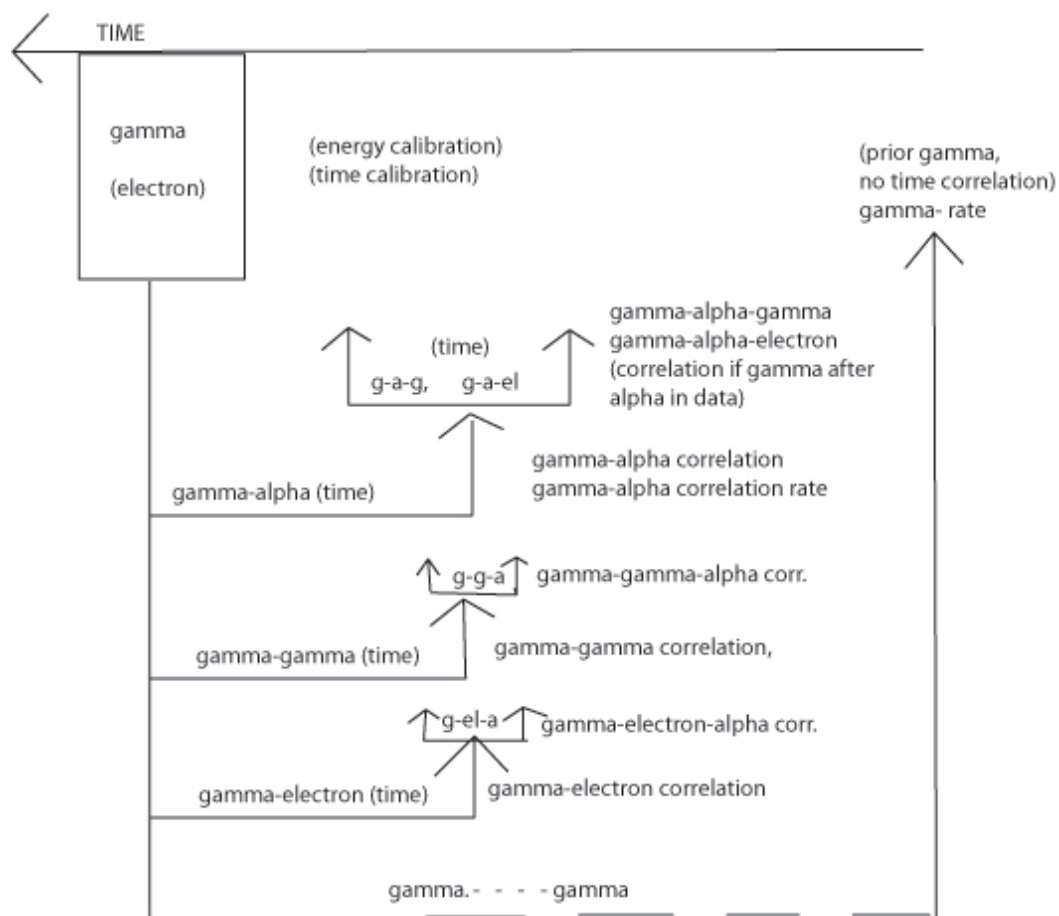 TIME
gamma
(electron)
(energy calibration)
(time calibration)
(prior gamma,
no time correlation)
gamma- rate
gamma-alpha-gamma
gamma-alpha-electron
(correlation if gamma after
alpha in data)
(time)
g-a-g, g-a-el
gamma-alpha correlation
gamma-alpha correlation rate
gamma-alpha (time)
g-g-a
gamma-gamma-alpha corr.
gamma-gamma (time)
gamma-gamma correlation,
g-el-a
gamma-electron-alpha corr.
gamma-electron (time)
gamma-electron correlation
gamma.- - - - -gamma